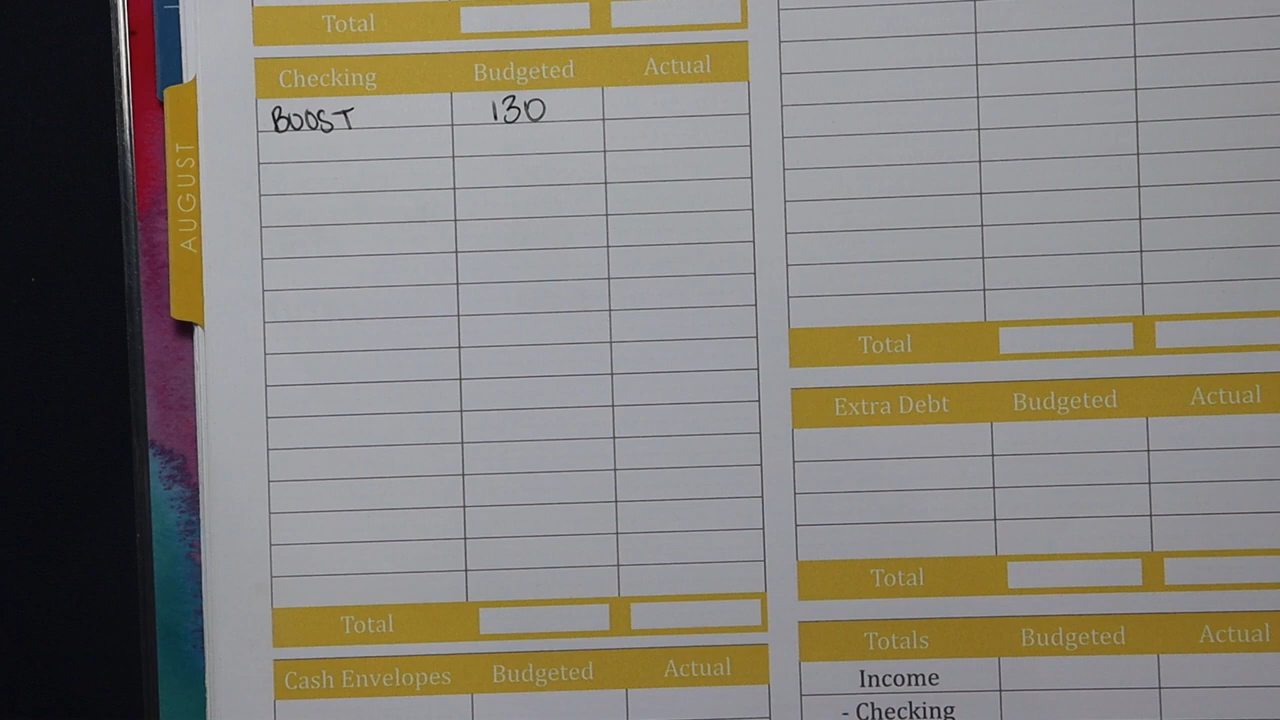 Total
Checking Budgeted Actual
BOOST 130
AUGUST
Total
Cash Envelopes Budgeted Actual
Total
Extra Debt Budgeted Actual
Total
Totals Budgeted Actual
Income
- Checking